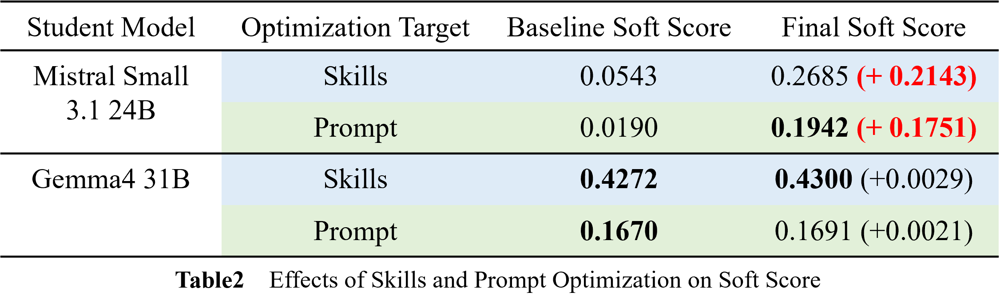 Student Model Optimization Target Baseline Soft Score Final Soft Score
Mistral Small 3.1 24B Skills 0.0543 0.2685 (+ 0.2143)
Prompt 0.0190 0.1942 (+ 0.1751)
Gemma4 31B Skills 0.4272 0.4300 (+0.0029)
Prompt 0.1670 0.1691 (+0.0021)
Table2 Effects of Skills and Prompt Optimization on Soft Score